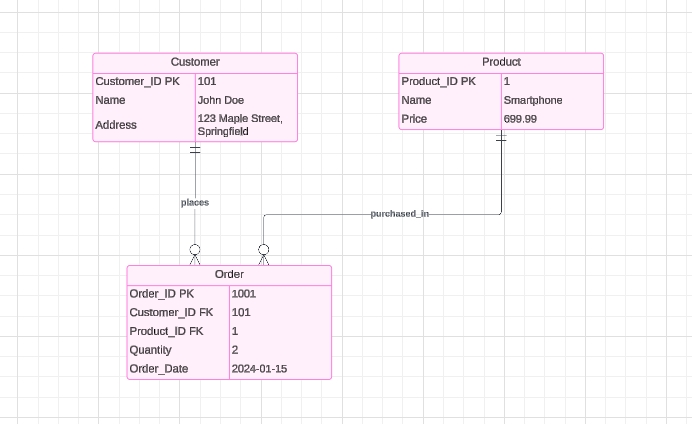 Customer
Customer_ID PK 101
Name John Doe
Address 123 Maple Street,
Springfield
Product
Product_ID PK 1
Name Smartphone
Price 699.99
places
purchased_in
Order
Order_ID PK 1001
Customer_ID FK 101
Product_ID FK 1
Quantity 2
Order_Date 2024-01-15